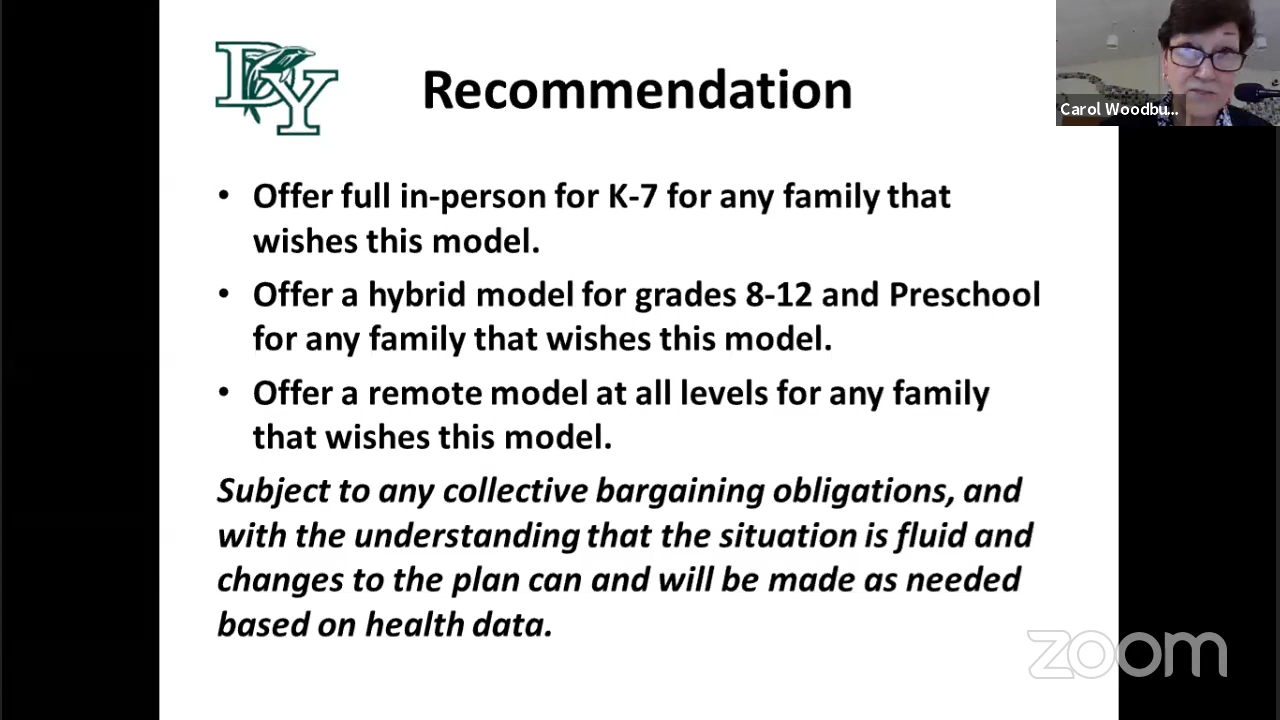 DY
Recommendation
Carol Woodbu...
• Offer full in-person for K-7 for any family that
wishes this model.
• Offer a hybrid model for grades 8-12 and Preschool
for any family that wishes this model.
• Offer a remote model at all levels for any family
that wishes this model.
Subject to any collective bargaining obligations, and
with the understanding that the situation is fluid and
changes to the plan can and will be made as needed
based on health data.
zoom